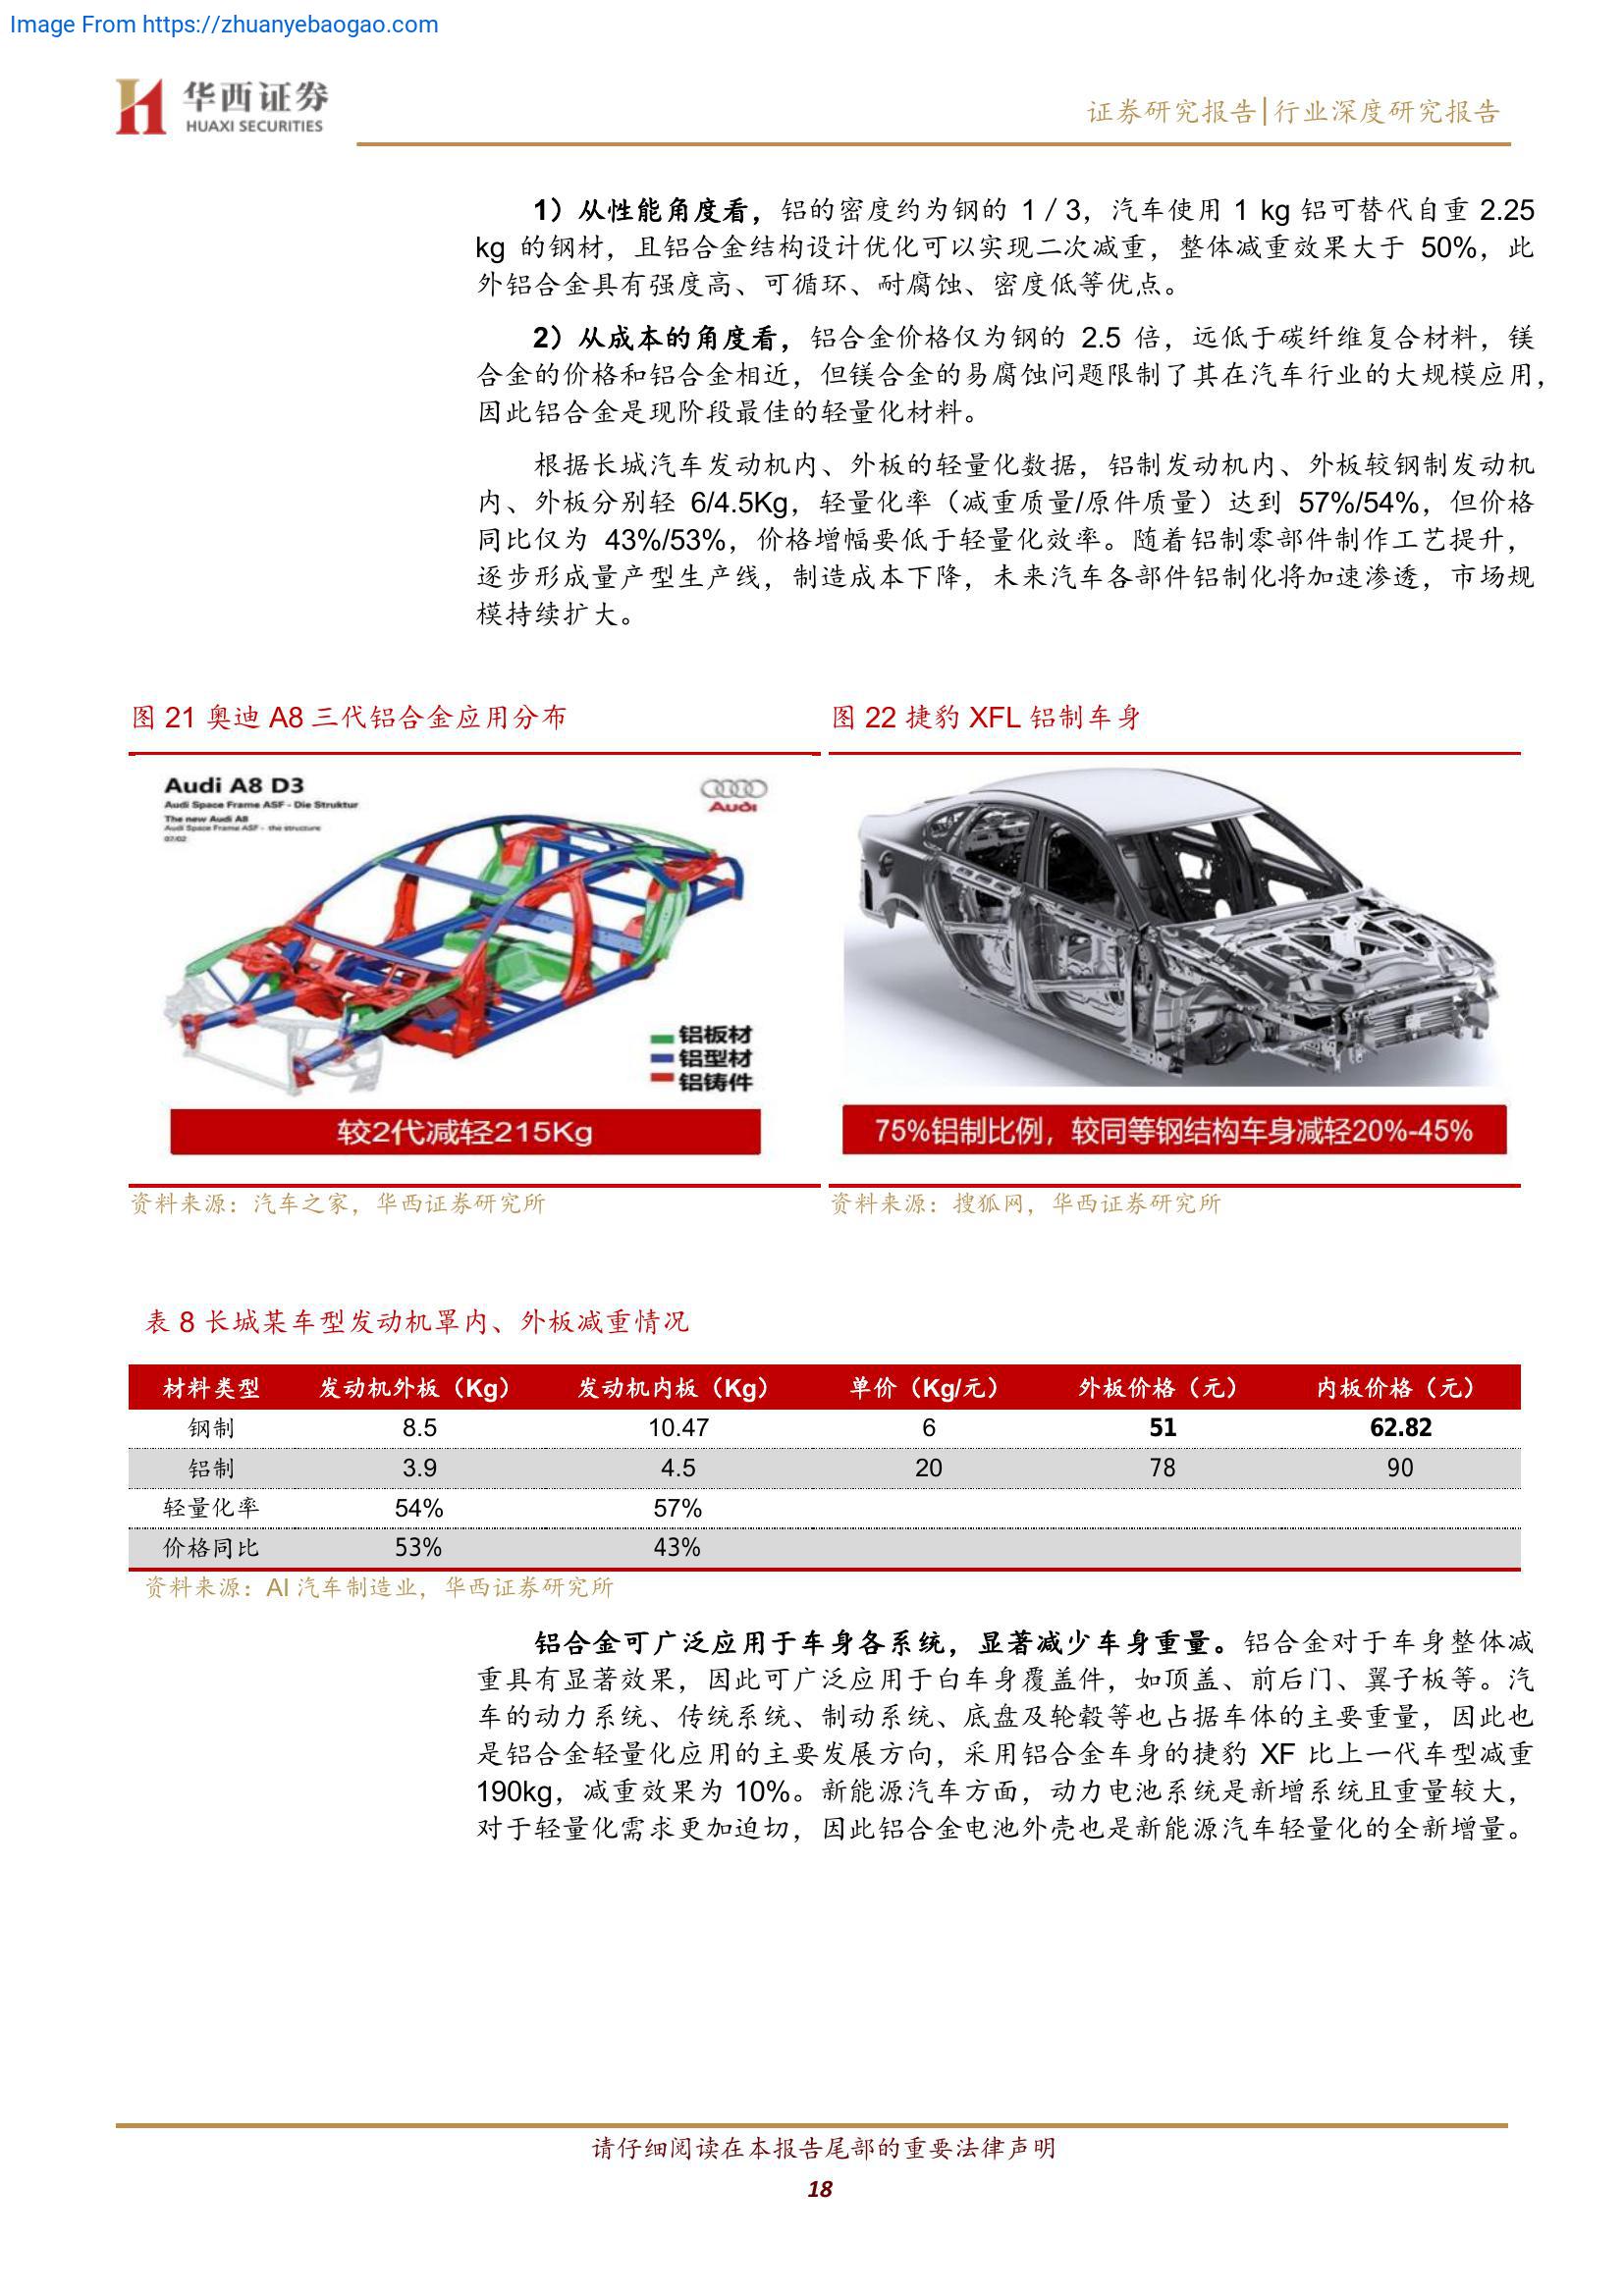 Image From https://zhuanyebaogao.com
华西证券
HUAXI SECURITIES
证券研究报告|行业深度研究报告
1）从性能角度看，铝的密度约为钢的 1 / 3，汽车使用 1 kg 铝可替代自重 2.25
kg 的钢材，且铝合金结构设计优化可以实现二次减重，整体减重效果大于 50%，此
外铝合金具有强度高、可循环、耐腐蚀、密度低等优点。
2）从成本的角度看，铝合金价格仅为钢的 2.5 倍，远低于碳纤维复合材料，镁
合金的价格和铝合金相近，但镁合金的易腐蚀问题限制了其在汽车行业的大规模应用，
因此铝合金是现阶段最佳的轻量化材料。
根据长城汽车发动机内、外板的轻量化数据，铝制发动机内、外板较钢制发动机
内、外板分别轻 6/4.5Kg，轻量化率（减重质量/原件质量）达到 57%/54%，但价格
同比仅为 43%/53%，价格增幅要低于轻量化效率。随着铝制零部件制作工艺提升，
逐步形成量产型生产线，制造成本下降，未来汽车各部件铝制化将加速渗透，市场规
模持续扩大。
图 21 奥迪 A8 三代铝合金应用分布
图 22 捷豹 XFL 铝制车身
Audi A8 D3
Audi Space Frame ASF - Die Struktur
The new Audi A8
Audi Space Frame ASF - the structure
07/02
Audi
铝板材
铝型材
铝铸件
较2代减轻215Kg
75%铝制比例，较同等钢结构车身减轻20%-45%
资料来源：汽车之家，华西证券研究所
资料来源：搜狐网，华西证券研究所
表 8 长城某车型发动机罩内、外板减重情况
材料类型 发动机外板（Kg） 发动机内板（Kg） 单价（Kg/元） 外板价格（元） 内板价格（元）
钢制 8.5 10.47 6 51 62.82
铝制 3.9 4.5 20 78 90
轻量化率 54% 57%
价格同比 53% 43%
资料来源：AI 汽车制造业，华西证券研究所
铝合金可广泛应用于车身各系统，显著减少车身重量。铝合金对于车身整体减
重具有显著效果，因此可广泛应用于白车身覆盖件，如顶盖、前后门、翼子板等。汽
车的动力系统、传统系统、制动系统、底盘及轮毂等也占据车体的主要重量，因此也
是铝合金轻量化应用的主要发展方向，采用铝合金车身的捷豹 XF 比上一代车型减重
190kg，减重效果为 10%。新能源汽车方面，动力电池系统是新增系统且重量较大，
对于轻量化需求更加迫切，因此铝合金电池外壳也是新能源汽车轻量化的全新增量。
请仔细阅读在本报告尾部的重要法律声明
18